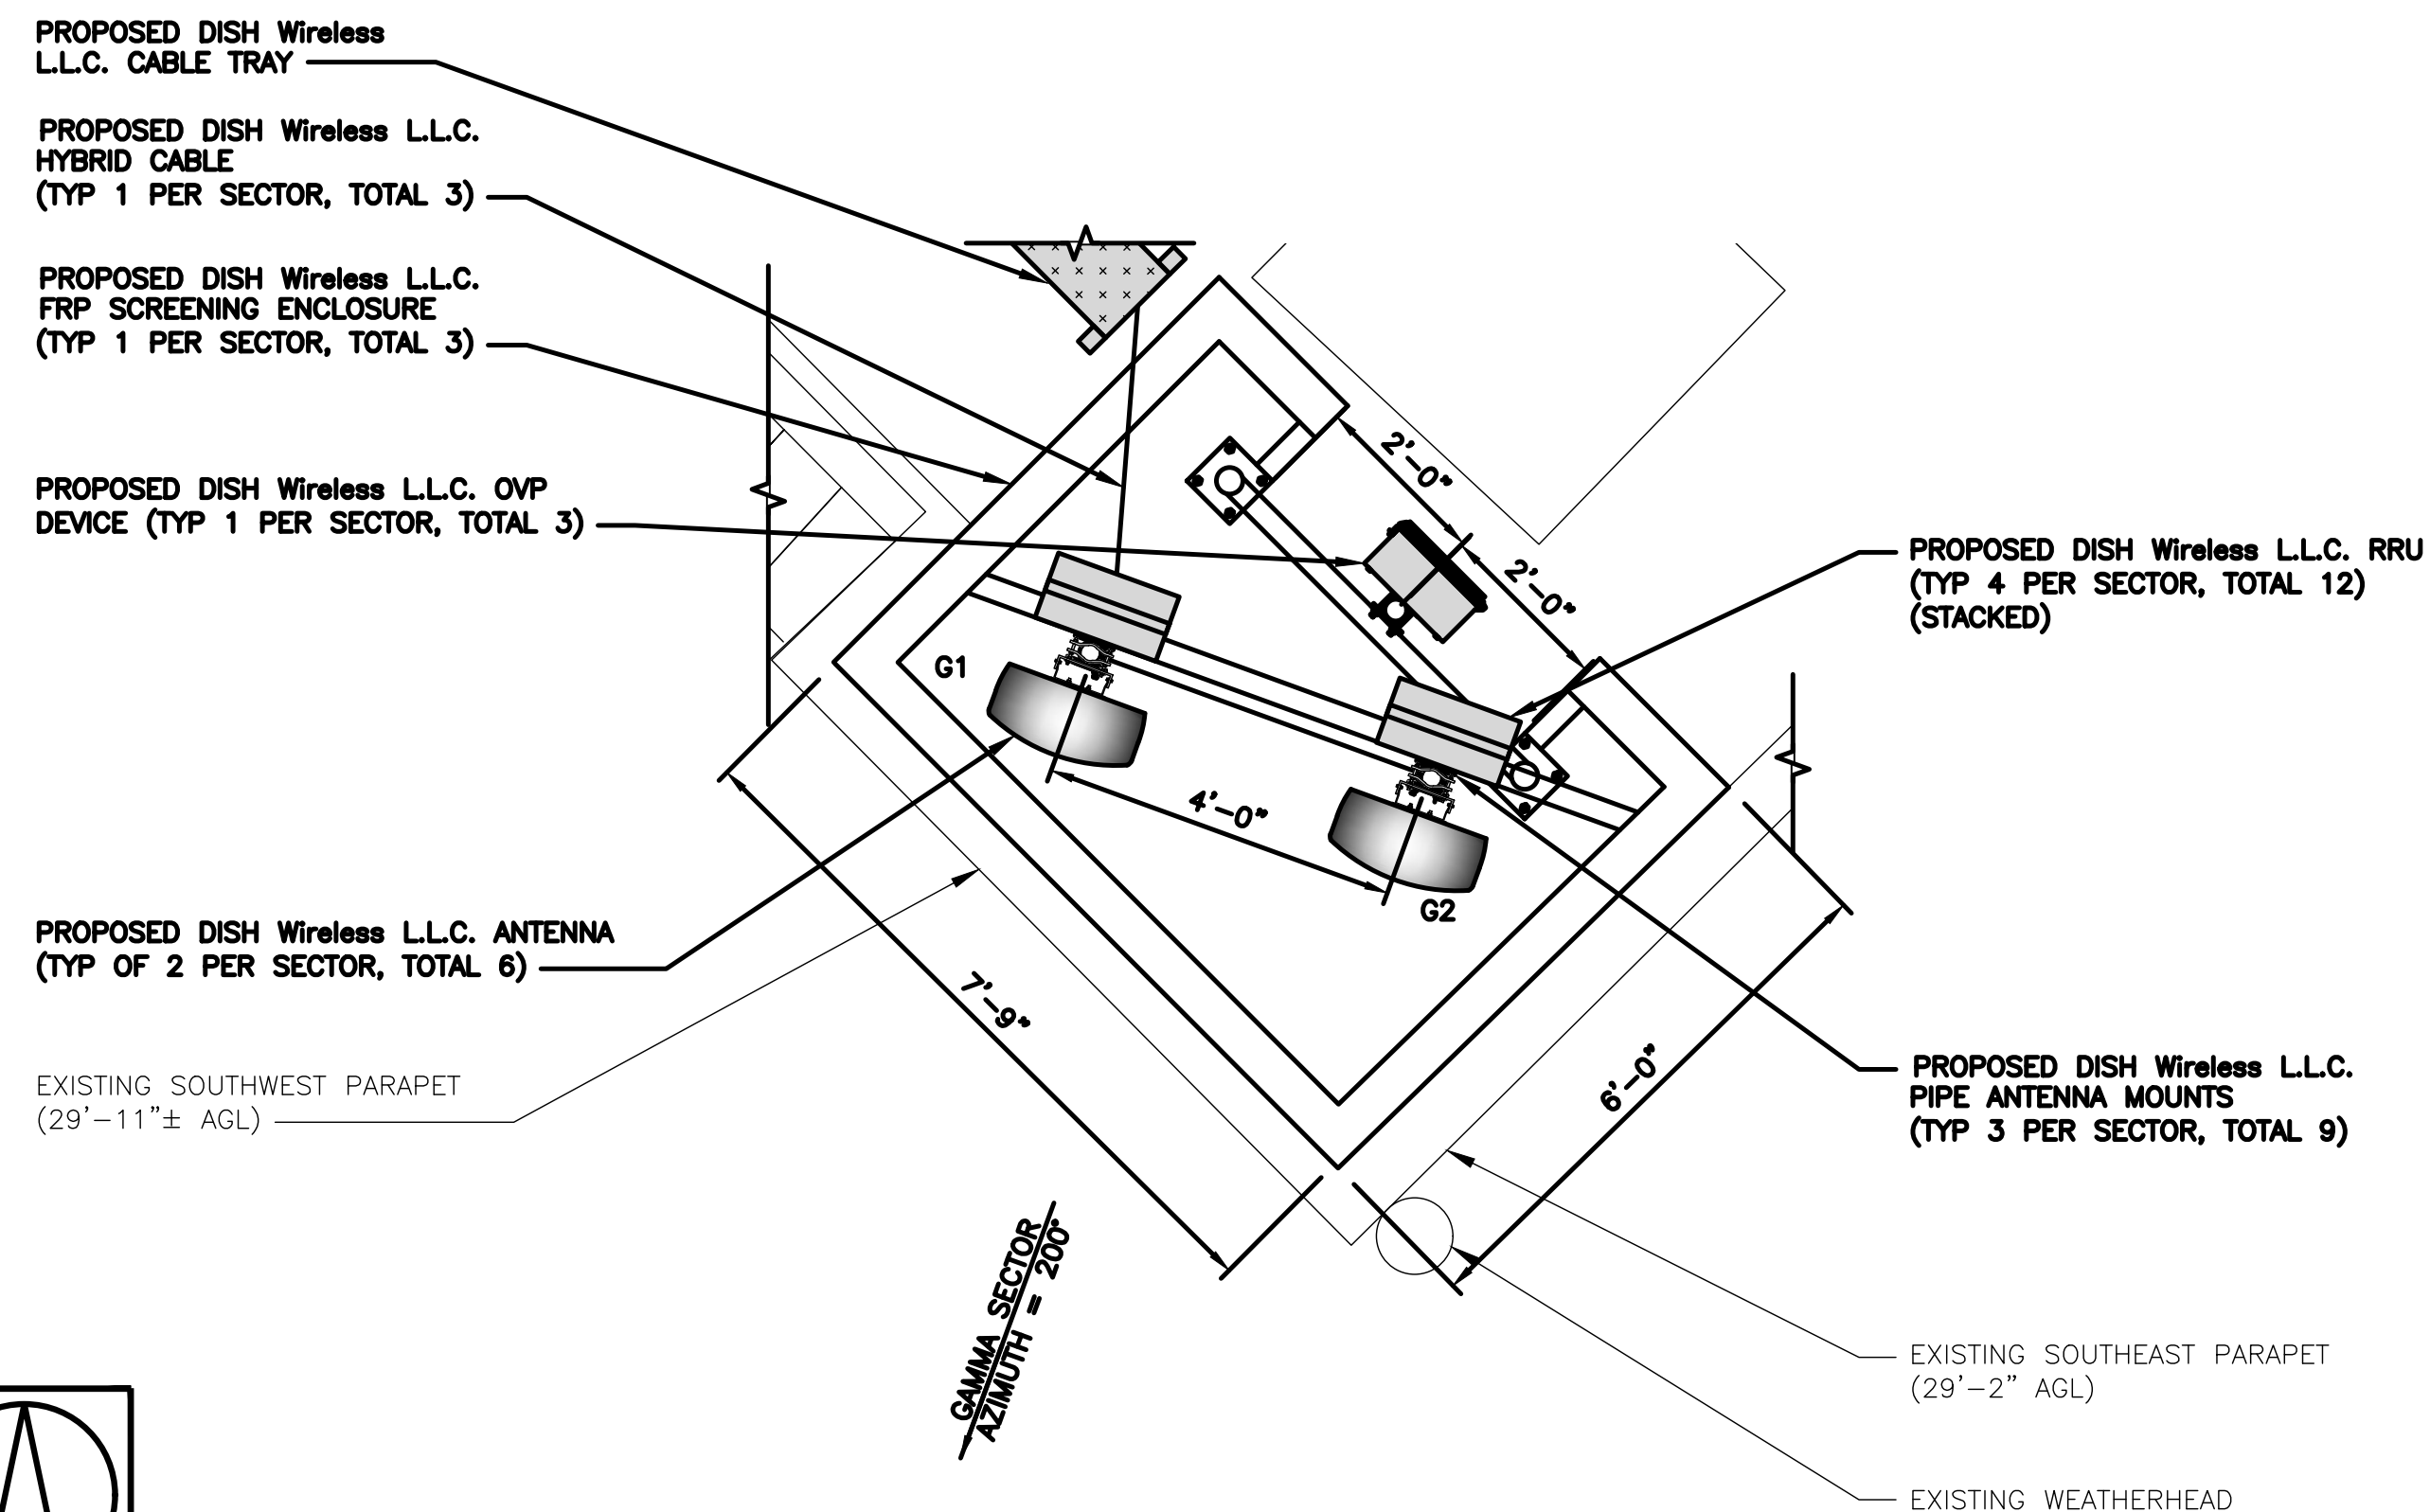 PROPOSED DISH Wireless
L.L.C. CABLE TRAY
PROPOSED DISH Wireless L.L.C.
HYBRID CABLE
(TYP 1 PER SECTOR, TOTAL 3)
PROPOSED DISH Wireless L.L.C.
FRP SCREENING ENCLOSURE
(TYP 1 PER SECTOR, TOTAL 3)
PROPOSED DISH Wireless L.L.C. OVP
DEVICE (TYP 1 PER SECTOR, TOTAL 3)
2'-0"
2'-0"
PROPOSED DISH Wireless L.L.C. RRU
(TYP 4 PER SECTOR, TOTAL 12)
(STACKED)
G1
4'-0"
G2
PROPOSED DISH Wireless L.L.C. ANTENNA
(TYP OF 2 PER SECTOR, TOTAL 6)
7'-9"
6'-0"
EXISTING SOUTHWEST PARAPET
(29'-11"± AGL)
PROPOSED DISH Wireless L.L.C.
PIPE ANTENNA MOUNTS
(TYP 3 PER SECTOR, TOTAL 9)
GAMMA SECTOR
AZIMUTH = 200°
EXISTING SOUTHEAST PARAPET
(29'-2" AGL)
EXISTING WEATHERHEAD